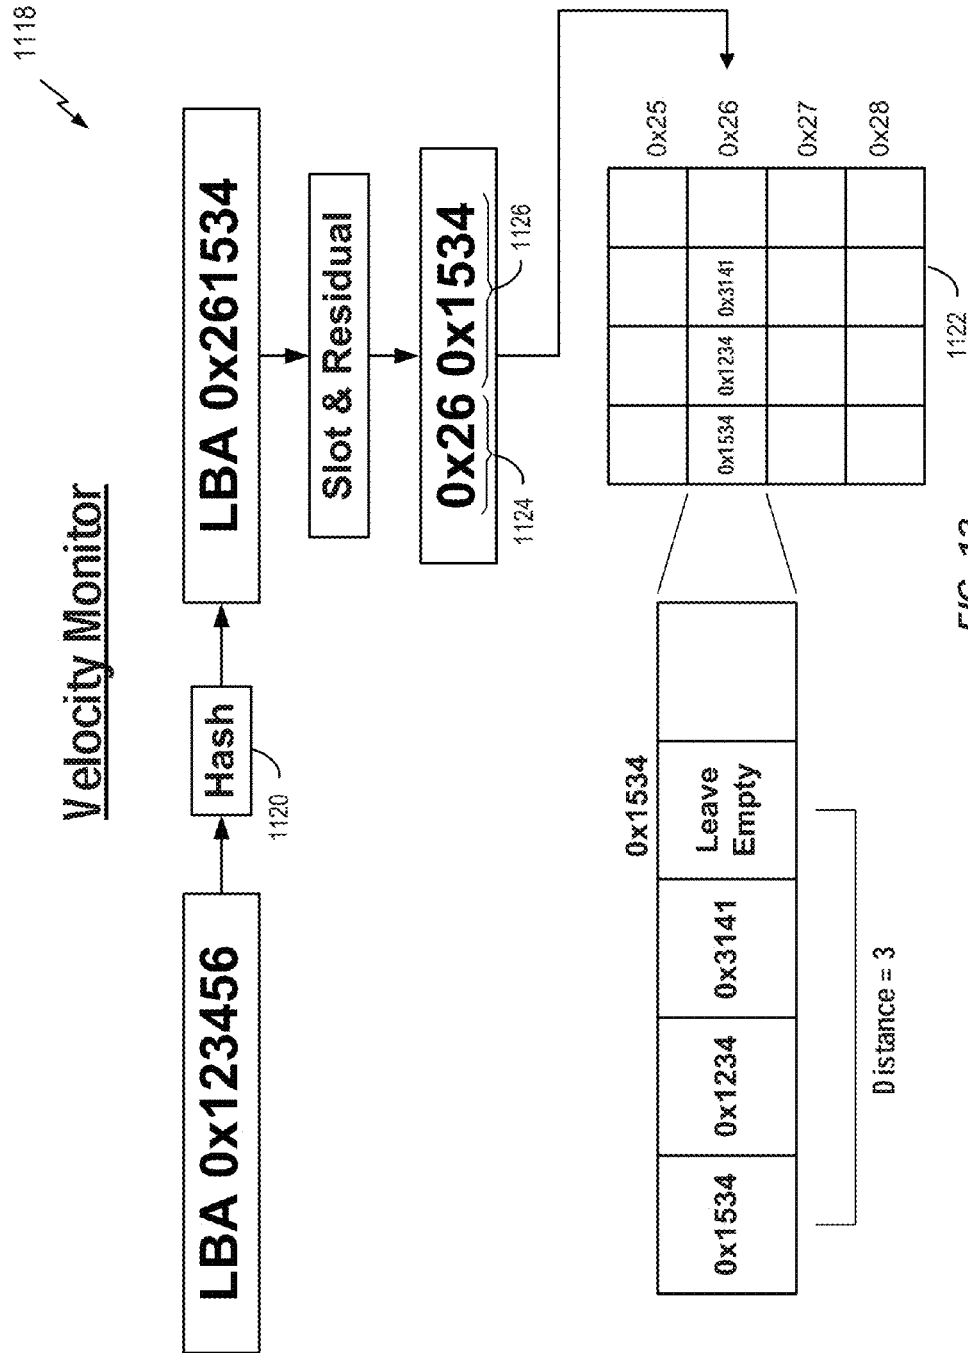 1118
Velocity Monitor
LBA 0x123456
Hash
1120
LBA 0x261534
Slot & Residual
0x26 0x1534
1124
1126
0x1534
0x1534
0x1234
0x3141
Leave
Empty
Distance = 3
0x1534
0x1234
0x3141
0x25
0x26
0x27
0x28
1122